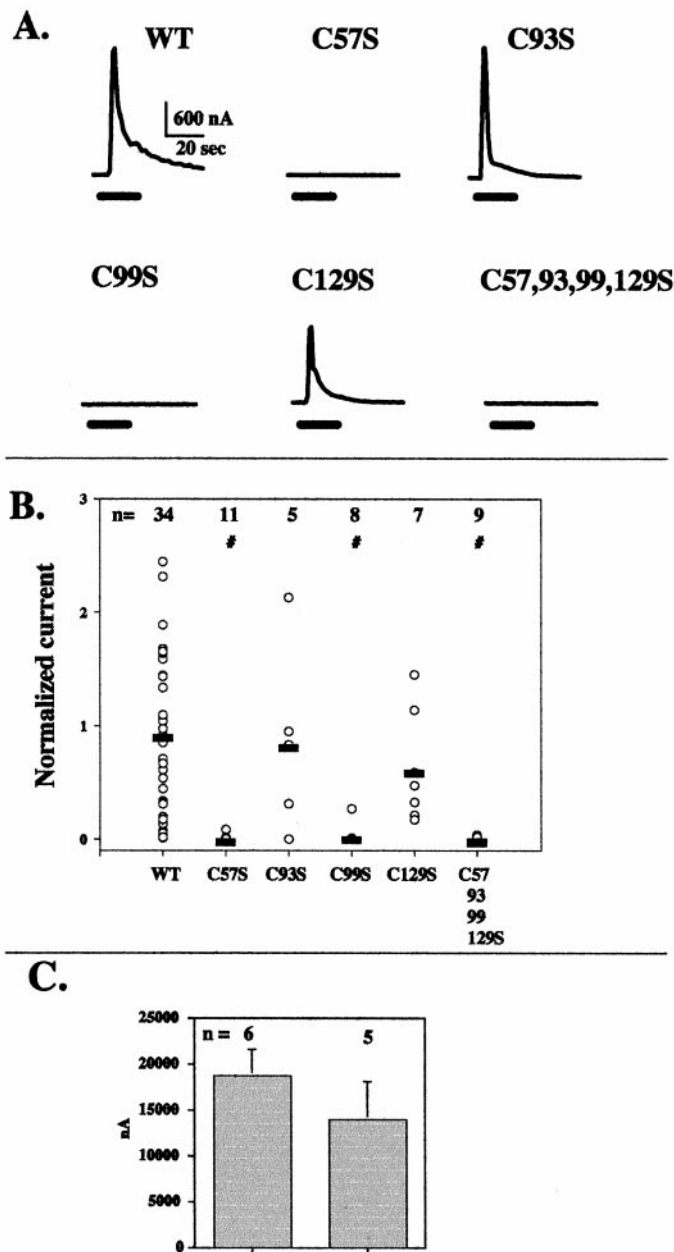 A.
WT C57S C93S
600 nA
20 sec
C99S C129S C57,93,99,129S
B.
n= 34 11 5 8 7 9
# # #
3
2
1
0
Normalized current
WT C57S C93S C99S C129S C57
93
99
129S
C.
n = 6 5
25000
20000
15000
10000
5000
0
nA